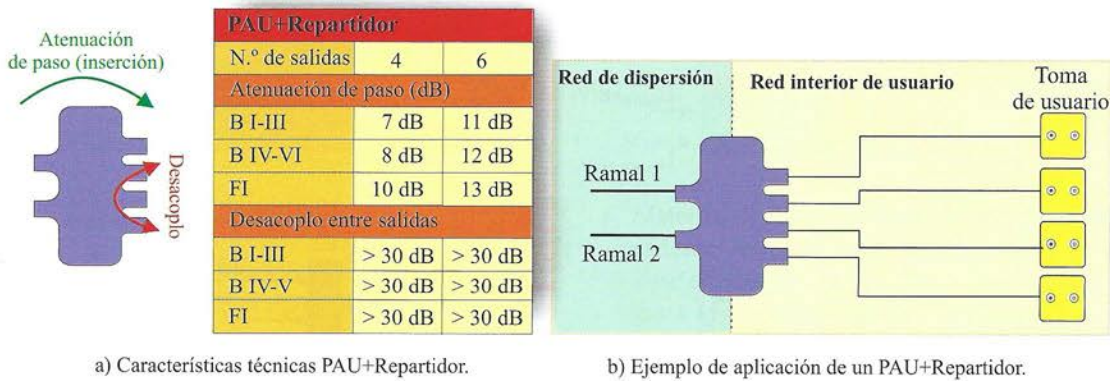 Atenuación
de paso (inserción)
Desacoplo
PAU+Repartidor
N.º de salidas 4 6
Atenuación de paso (dB)
B I-III 7 dB 11 dB
B IV-VI 8 dB 12 dB
FI 10 dB 13 dB
Desacoplo entre salidas
B I-III > 30 dB > 30 dB
B IV-V > 30 dB > 30 dB
FI > 30 dB > 30 dB
a) Características técnicas PAU+Repartidor.
Red de dispersión
Red interior de usuario
Toma
de usuario
Ramal 1
Ramal 2
b) Ejemplo de aplicación de un PAU+Repartidor.